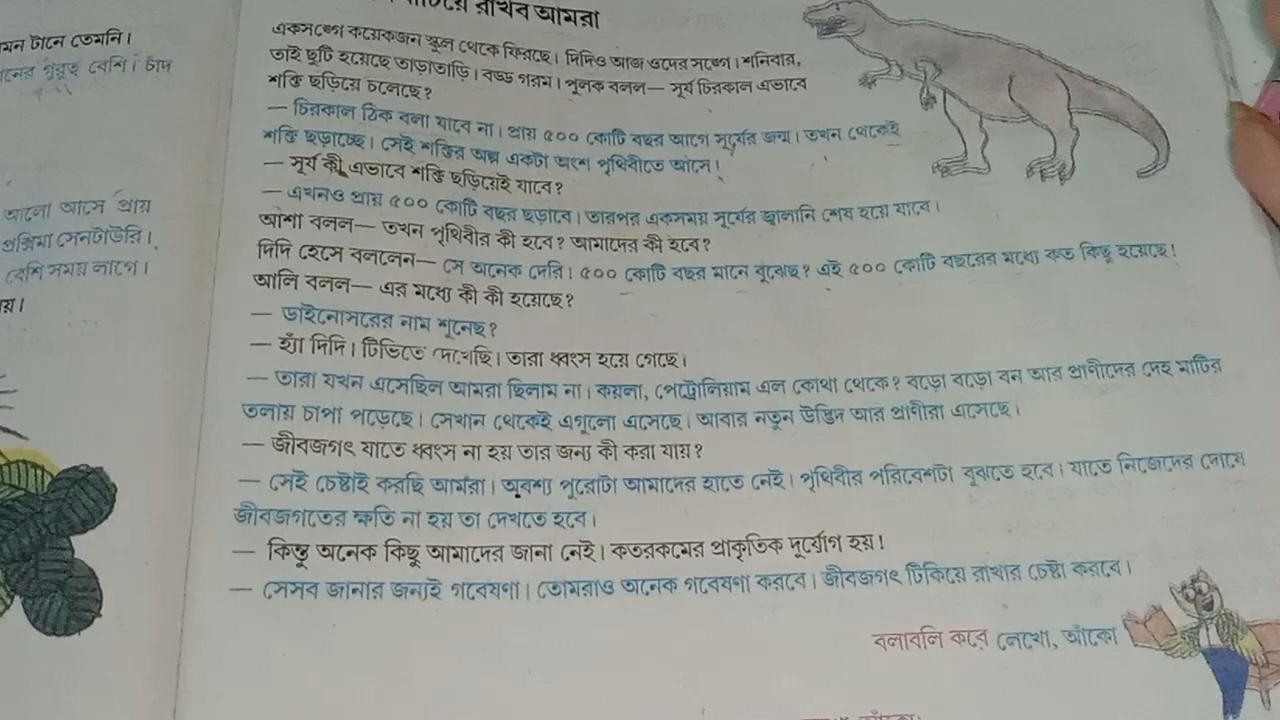 টানে তেমনি।
বেশি। চাঁদ
আলো আসে প্রায়
প্রক্সিমা সেনটাউরি।
বেশি সময় লাগে।
রাখব আমরা
একসঙ্গে কয়েকজন স্কুল থেকে ফিরছে। দিদিও আজ ওদের সঙ্গে। শনিবার,
তাই ছুটি হয়েছে তাড়াতাড়ি। বড্ড গরম। পুলক বলল— সূর্য চিরকাল এভাবে
শক্তি ছড়িয়ে চলেছে?
— চিরকাল ঠিক বলা যাবে না। প্রায় ৫০০ কোটি বছর আগে সূর্যের জন্ম। তখন থেকেই
শক্তি ছড়াচ্ছে। সেই শক্তির অল্প একটা অংশ পৃথিবীতে আসে!
— সূর্য কী এভাবে শক্তি ছড়িয়েই যাবে?
— এখনও প্রায় ৫০০ কোটি বছর ছড়াবে। তারপর একসময় সূর্যের জ্বালানি শেষ হয়ে যাবে।
আশা বলল— তখন পৃথিবীর কী হবে? আমাদের কী হবে?
দিদি হেসে বললেন— সে অনেক দেরি। ৫০০ কোটি বছর মানে বুঝেছ? এই ৫০০ কোটি বছরের মধ্যে কত কিছু হয়েছে!
আলি বলল— এর মধ্যে কী কী হয়েছে?
— ডাইনোসরের নাম শুনেছ?
— হ্যাঁ দিদি। টিভিতে দেখেছি। তারা ধ্বংস হয়ে গেছে।
— তারা যখন এসেছিল আমরা ছিলাম না। কয়লা, পেট্রোলিয়াম এল কোথা থেকে? বড়ো বড়ো বন আর প্রাণীদের দেহ মাটির
তলায় চাপা পড়েছে। সেখান থেকেই এগুলো এসেছে। আবার নতুন উদ্ভিদ আর প্রাণীরা এসেছে।
— জীবজগৎ যাতে ধ্বংস না হয় তার জন্য কী করা যায়?
— সেই চেষ্টাই করছি আমরা। অবশ্য পুরোটা আমাদের হাতে নেই। পৃথিবীর পরিবেশটা বুঝতে হবে। যাতে নিজেদের দোষে
জীবজগতের ক্ষতি না হয় তা দেখতে হবে।
— কিন্তু অনেক কিছু আমাদের জানা নেই। কতরকমের প্রাকৃতিক দুর্যোগ হয়!
— সেসব জানার জন্যই গবেষণা। তোমরাও অনেক গবেষণা করবে। জীবজগৎ টিকিয়ে রাখার চেষ্টা করবে।
বলাবলি করে লেখো, আঁকো